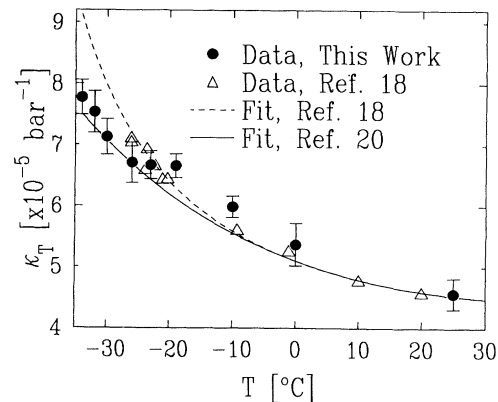 9
8
7
6
5
4
κ_T [x10⁻⁵ bar⁻¹]
● Data, This Work
△ Data, Ref. 18
Fit, Ref. 18
Fit, Ref. 20
−30 −20 −10 0 10 20 30
T [°C]